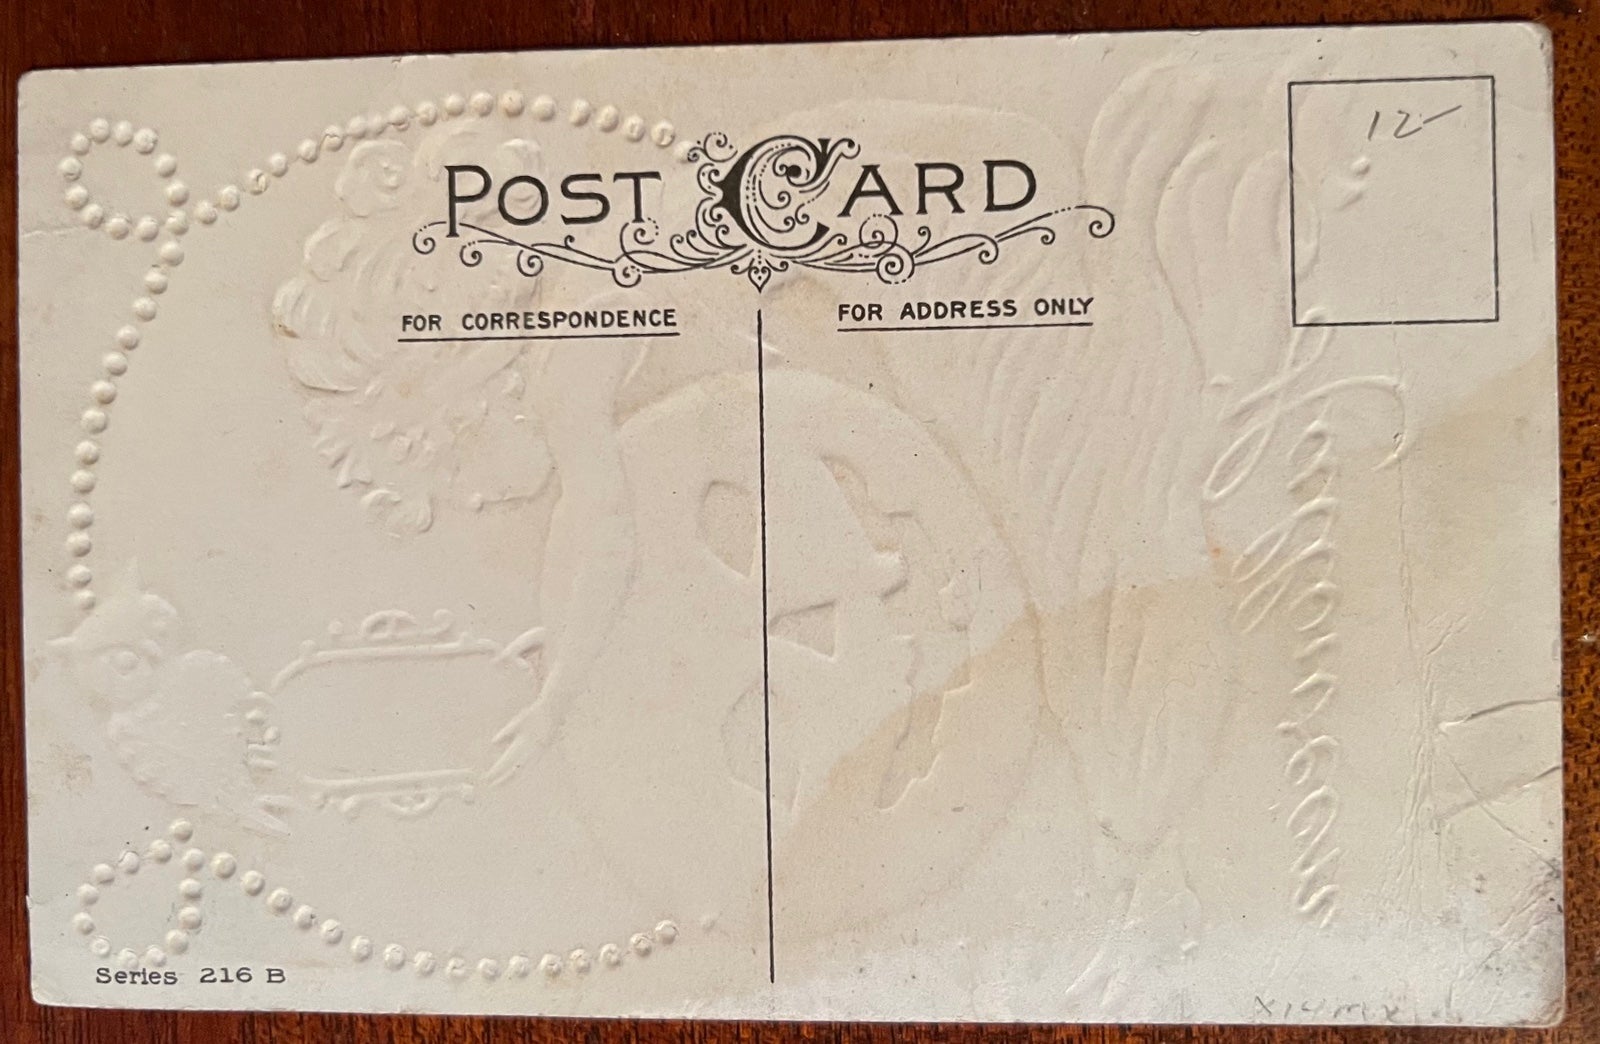 12-
POST CARD
FOR CORRESPONDENCE
FOR ADDRESS ONLY
Series 216 B